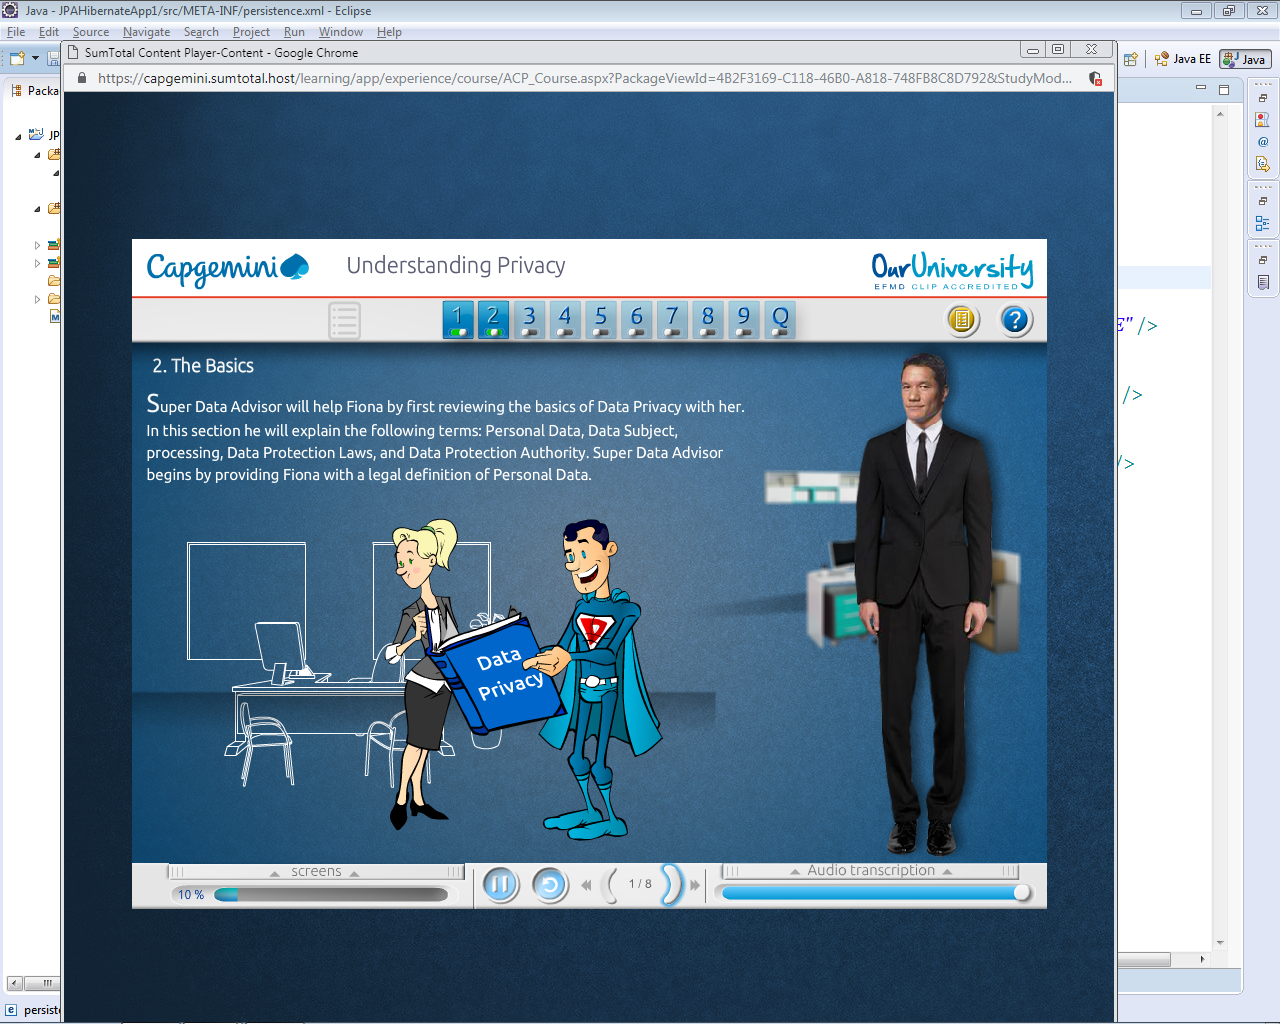 Java - JPAHibernateApp1/src/META-INF/persistence.xml - Eclipse
File Edit Source Navigate Search Project Run Window Help
SumTotal Content Player-Content - Google Chrome
https://capgemini.sumtotal.host/learning/app/experience/course/ACP_Course.aspx?PackageViewId=4B2F3169-C118-46B0-A818-748FB8C8D792&StudyMod...
Java EE
Java
Packa
JP
Capgemini
Understanding Privacy
OurUniversity
EFMD CLIP ACCREDITED
1 2 3 4 5 6 7 8 9 Q
?
E"/>
/>
/>
2. The Basics
Super Data Advisor will help Fiona by first reviewing the basics of Data Privacy with her.
In this section he will explain the following terms: Personal Data, Data Subject,
processing, Data Protection Laws, and Data Protection Authority. Super Data Advisor
begins by providing Fiona with a legal definition of Personal Data.
D
Data
Privacy
screens
10 %
1 / 8
Audio transcription
persiste